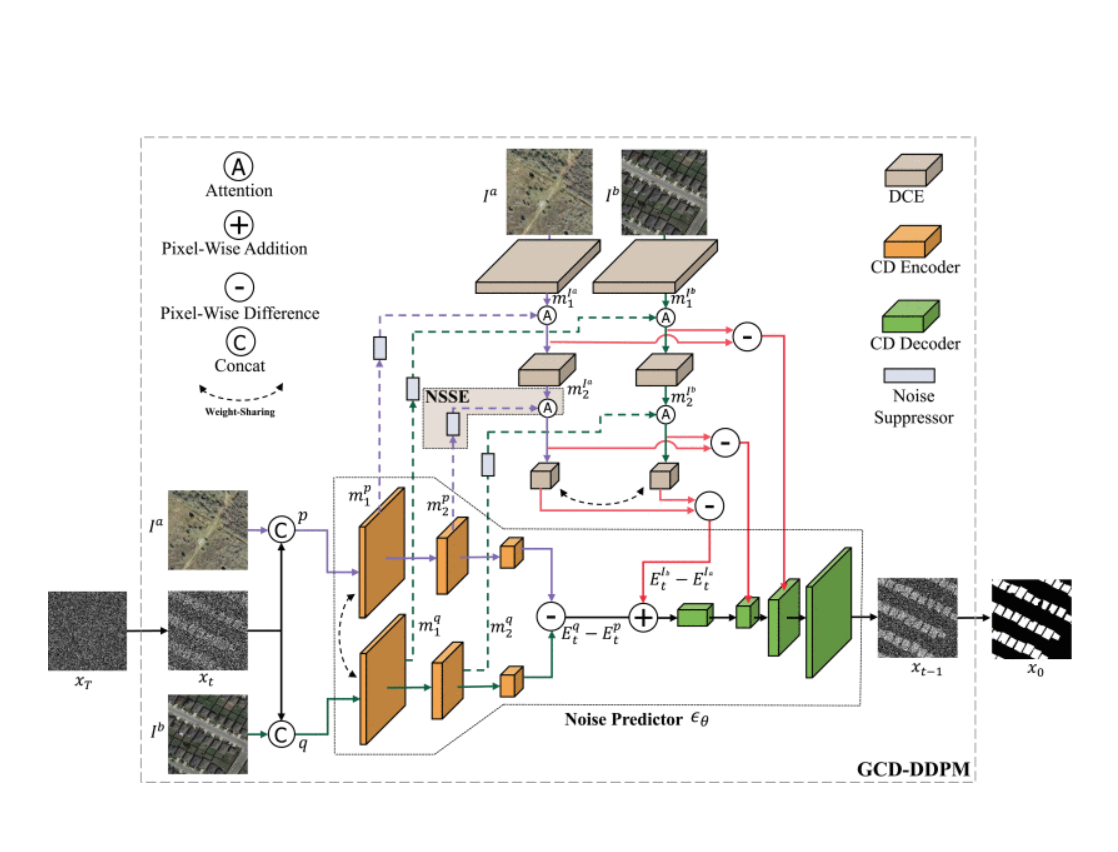 A
Attention
+
Pixel-Wise Addition
-
Pixel-Wise Difference
C
Concat
Weight-Sharing
I^a
I^b
DCE
CD Encoder
CD Decoder
Noise
Suppressor
m_1^{I^a}
m_1^{I^b}
A
A
-
m_2^{I^a}
m_2^{I^b}
NSSE
A
A
-
-
I^a
C
p
m_1^p
m_2^p
E_t^{I_b} − E_t^{I_a}
x_T
x_t
m_1^q
m_2^q
-
E_t^q − E_t^p
+
x_{t−1}
x_0
I^b
C
q
Noise Predictor ϵ_θ
GCD-DDPM